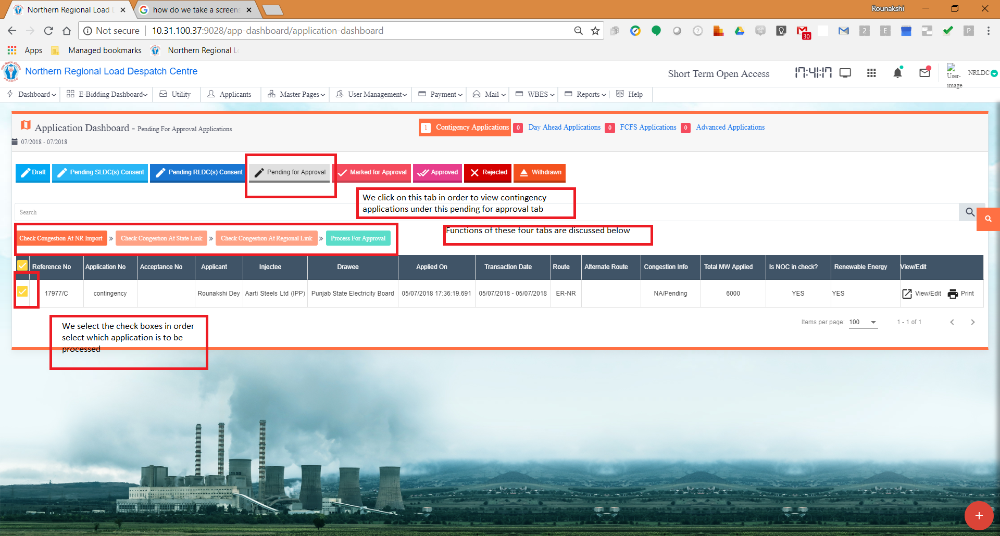 Northern Regional Load D
how do we take a screens
Rounakshi
Not secure
10.31.100.37:9028/app-dashboard/application-dashboard
30
2
E
P
Apps
Managed bookmarks
Northern Regional L
Northern Regional Load Despatch Centre
Short Term Open Access
17:41:17
User-image
NRLDC
Dashboard
E-Bidding Dashboard
Utility
Applicants
Master Pages
User Management
Payment
Mail
WBES
Reports
Help
Application Dashboard - Pending For Approval Applications
1 Contigency Applications
0 Day Ahead Applications
0 FCFS Applications
0 Advanced Applications
07/2018 - 07/2018
Draft
Pending SLDC(s) Consent
Pending RLDC(s) Consent
Pending for Approval
Marked for Approval
Approved
Rejected
Withdrawn
We click on this tab in order to view contingency
applications under this pending for approval tab
Search
Functions of these four tabs are discussed below
Check Congestion At NR Import » Check Congestion At State Link » Check Congestion At Regional Link » Process For Approval
Reference No Application No Acceptance No Applicant Injectee Drawee Applied On Transaction Date Route Alternate Route Congestion Info Total MW Applied Is NOC in check? Renewable Energy View/Edit
17977/C contingency Rounakshi Dey Aarti Steels Ltd (IPP) Punjab State Electricity Board 05/07/2018 17:36:19.691 05/07/2018 - 05/07/2018 ER-NR NA/Pending 6000 YES YES View/Edit Print
Items per page: 100 1 - 1 of 1
We select the check boxes in order
select which application is to be
processed